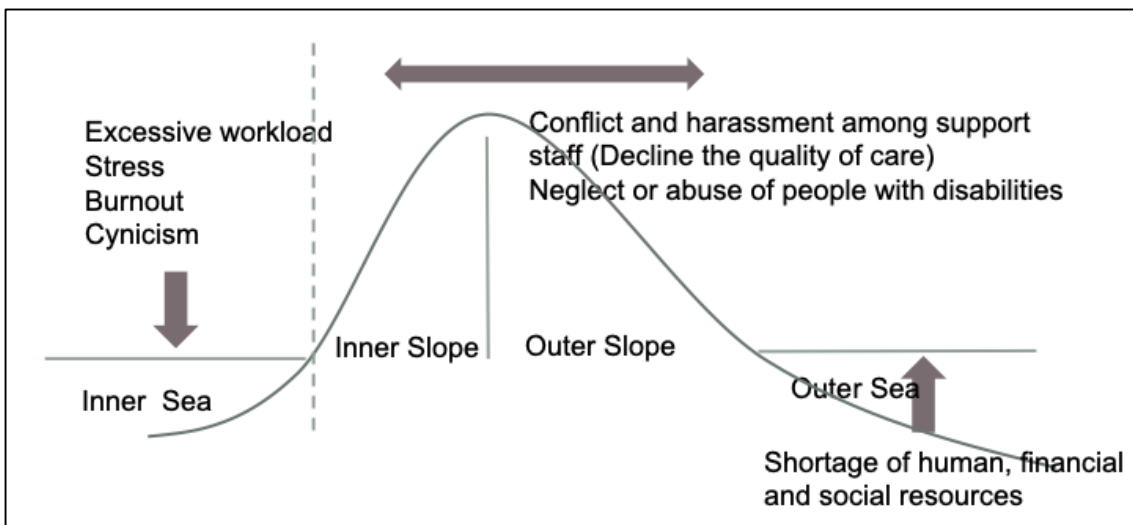 Excessive workload
Stress
Burnout
Cynicism
Conflict and harassment among support
staff (Decline the quality of care)
Neglect or abuse of people with disabilities
Inner Slope
Outer Slope
Inner Sea
Outer Sea
Shortage of human, financial
and social resources